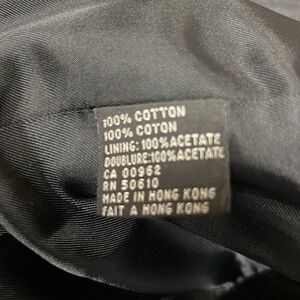 100% COTTON
100% COTON
LINING: 100% ACETATE
DOUBLURE:100% ACETATE
CA 00962
RN 50610
MADE IN HONG KONG
FAIT A HONG KONG